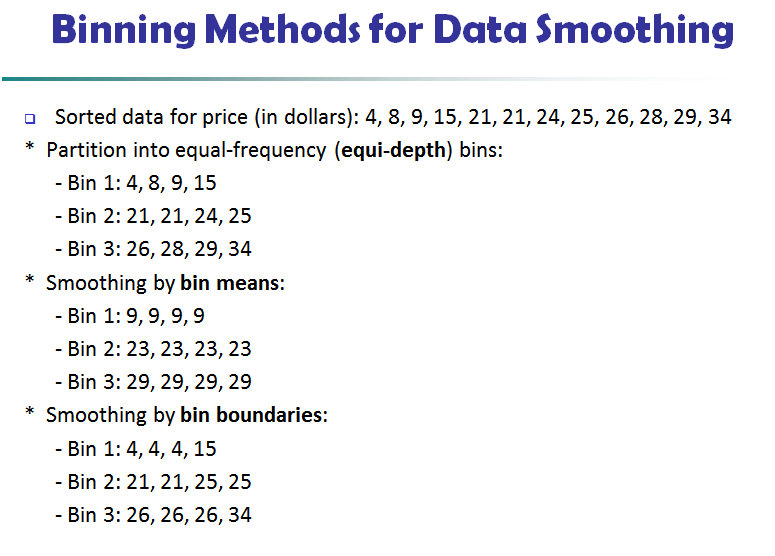 Binning Methods for Data Smoothing
❑ Sorted data for price (in dollars): 4, 8, 9, 15, 21, 21, 24, 25, 26, 28, 29, 34
* Partition into equal-frequency (equi-depth) bins:
- Bin 1: 4, 8, 9, 15
- Bin 2: 21, 21, 24, 25
- Bin 3: 26, 28, 29, 34
* Smoothing by bin means:
- Bin 1: 9, 9, 9, 9
- Bin 2: 23, 23, 23, 23
- Bin 3: 29, 29, 29, 29
* Smoothing by bin boundaries:
- Bin 1: 4, 4, 4, 15
- Bin 2: 21, 21, 25, 25
- Bin 3: 26, 26, 26, 34